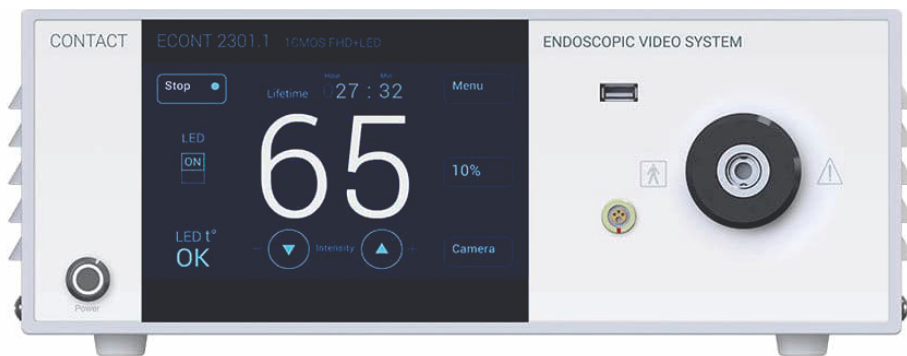 CONTACT
ECONT 2301.1 1CMOS FHD+LED
ENDOSCOPIC VIDEO SYSTEM
Stop
Hour Min
Lifetime 027 : 32
Menu
65
LED
ON
10%
LED t°
OK
Intensity
Camera
Power